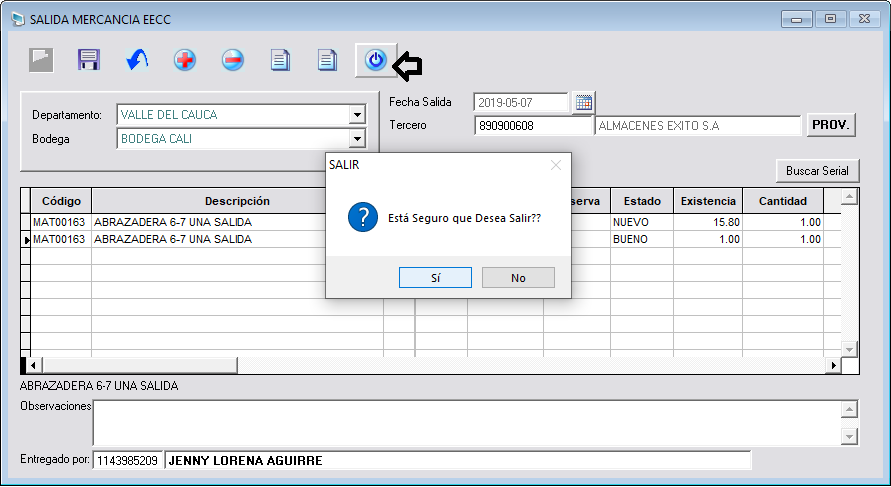 SALIDA MERCANCIA EECC
Departamento: VALLE DEL CAUCA
Bodega BODEGA CALI
Fecha Salida 2019-05-07
Tercero 890900608 ALMACENES EXITO S.A PROV.
Buscar Serial
SALIR
Está Seguro que Desea Salir??
Sí No
Código Descripción serva Estado Existencia Cantidad
MAT00163 ABRAZADERA 6-7 UNA SALIDA NUEVO 15.80 1.00
MAT00163 ABRAZADERA 6-7 UNA SALIDA BUENO 1.00 1.00
ABRAZADERA 6-7 UNA SALIDA
Observaciones
Entregado por: 1143985209 JENNY LORENA AGUIRRE